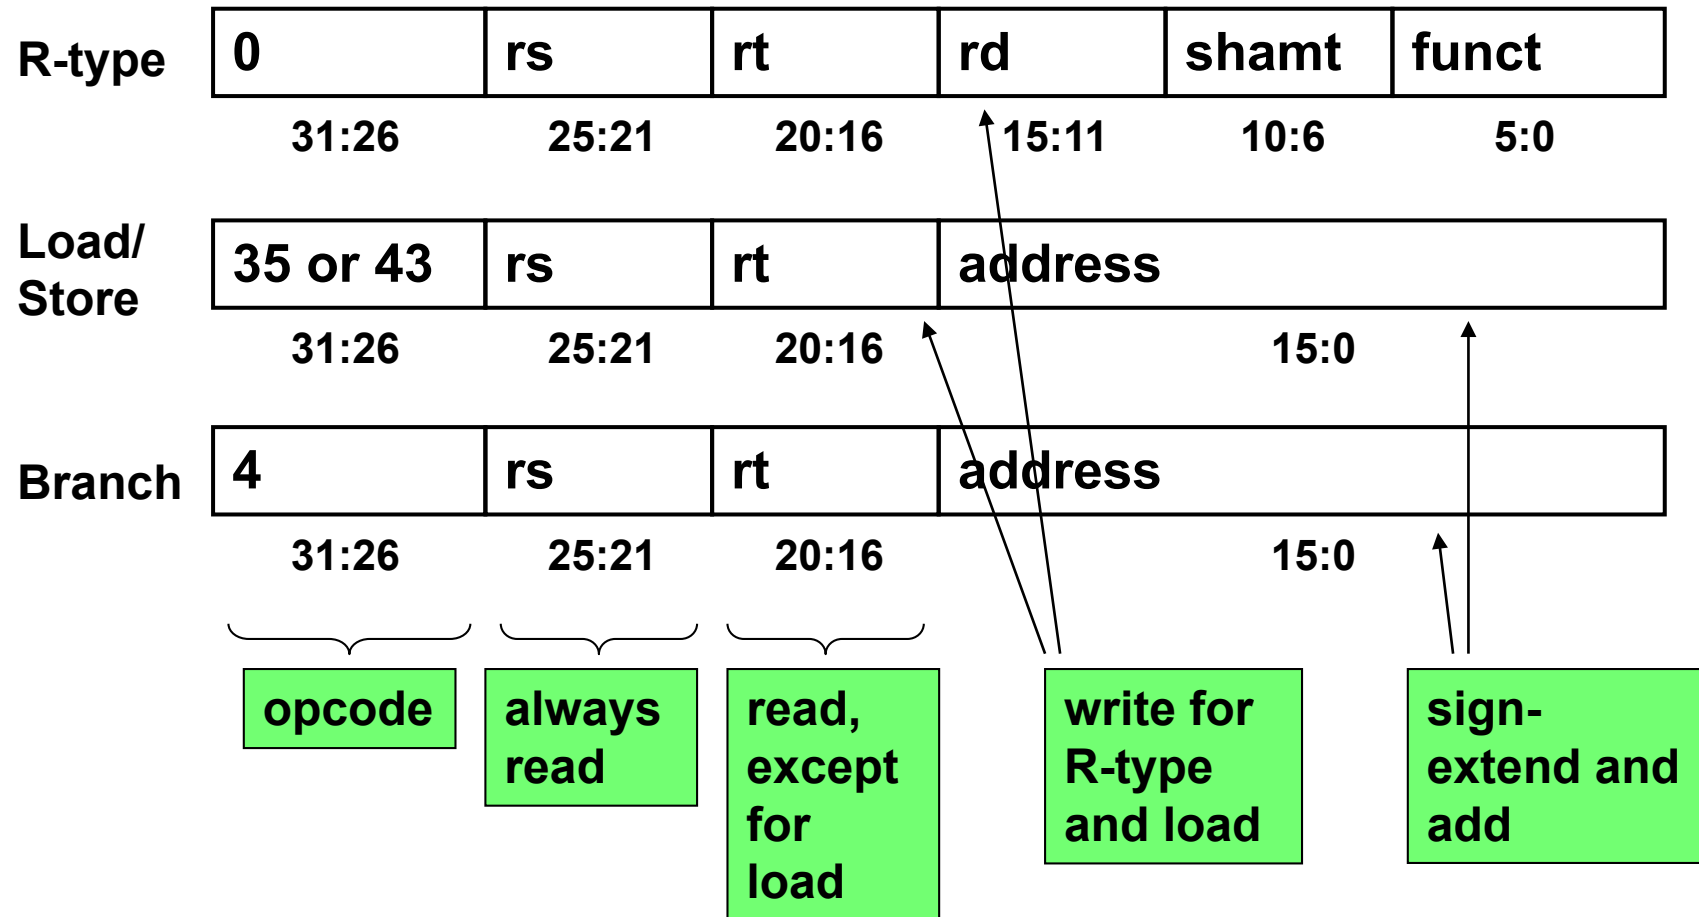 R-type 0 rs rt rd shamt funct
31:26 25:21 20:16 15:11 10:6 5:0
Load/
Store
35 or 43 rs rt address
31:26 25:21 20:16 15:0
Branch 4 rs rt address
31:26 25:21 20:16 15:0
opcode
always
read
read,
except
for
load
write for
R-type
and load
sign-
extend and
add